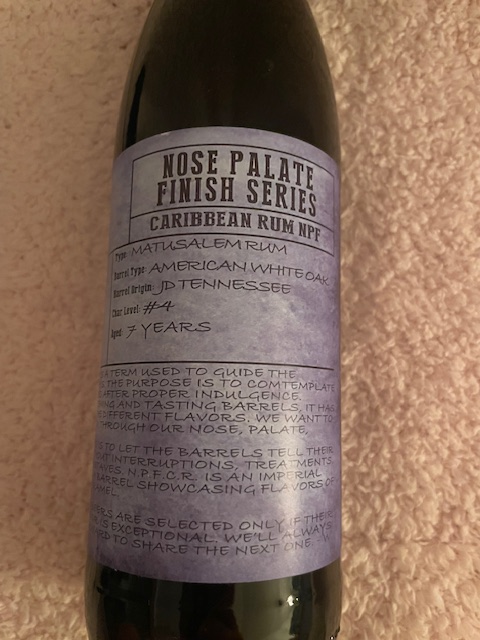 NOSE PALATE
FINISH SERIES
CARIBBEAN RUM NPF
Type: MATUSALEM RUM
Barrel Type: AMERICAN WHITE OAK
Barrel Origin: JD TENNESSEE
Char Level: #4
Aged: 7 YEARS
A TERM USED TO GUIDE THE
THE PURPOSE IS TO COMTEMPLATE
AFTER PROPER INDULGENCE.
AND TASTING BARRELS, IT HAS
DIFFERENT FLAVORS. WE WANT TO
THROUGH OUR NOSE, PALATE,
TO LET THE BARRELS TELL THEIR
INTERRUPTIONS, TREATMENTS,
N.P.F.C.R. IS AN IMPERIAL
BARREL SHOWCASING FLAVORS OF
ARE SELECTED ONLY IF THEIR
IS EXCEPTIONAL. WE'LL ALWAYS
TO SHARE THE NEXT ONE.